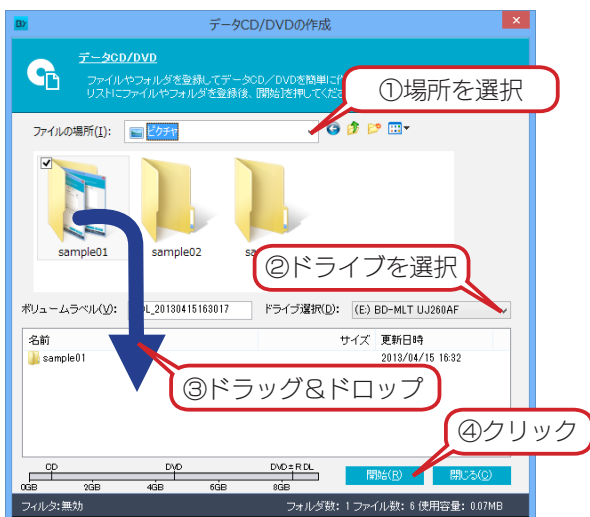 データCD/DVDの作成
データCD/DVD
ファイルやフォルダを登録してデータCD/DVDを簡単に
リストにファイルやフォルダを登録後、[開始]を押してくださ
①場所を選択
ファイルの場所(I): ピクチャ
sample01 sample02
②ドライブを選択
ボリュームラベル(V): _20130415163017 ドライブ選択(D): (E:) BD-MLT UJ260AF
名前 サイズ 更新日時
sample01 2013/04/15 16:32
③ドラッグ&ドロップ
④クリック
CD DVD DVD±R DL
0GB 2GB 4GB 6GB 8GB
開始(R) 閉じる(C)
フィルタ:無効 フォルダ数: 1 ファイル数: 6 (使用容量: 0.07MB